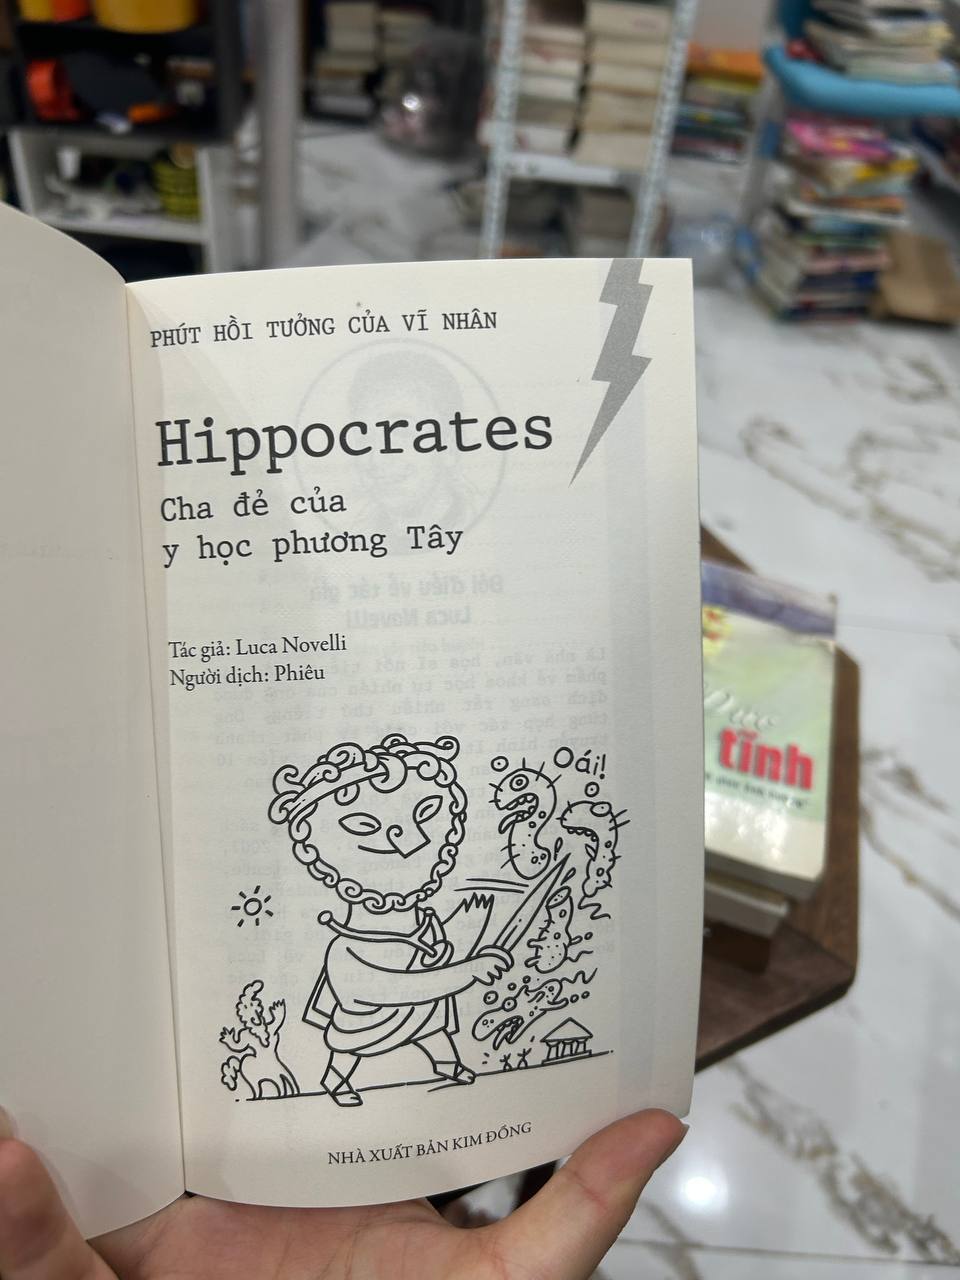 PHÚT HỒI TƯỞNG CỦA VĨ NHÂN
Hippocrates
Cha đẻ của
y học phương Tây
Tác giả: Luca Novelli
Người dịch: Phiêu
Oái!
NHÀ XUẤT BẢN KIM ĐỒNG
tĩnh